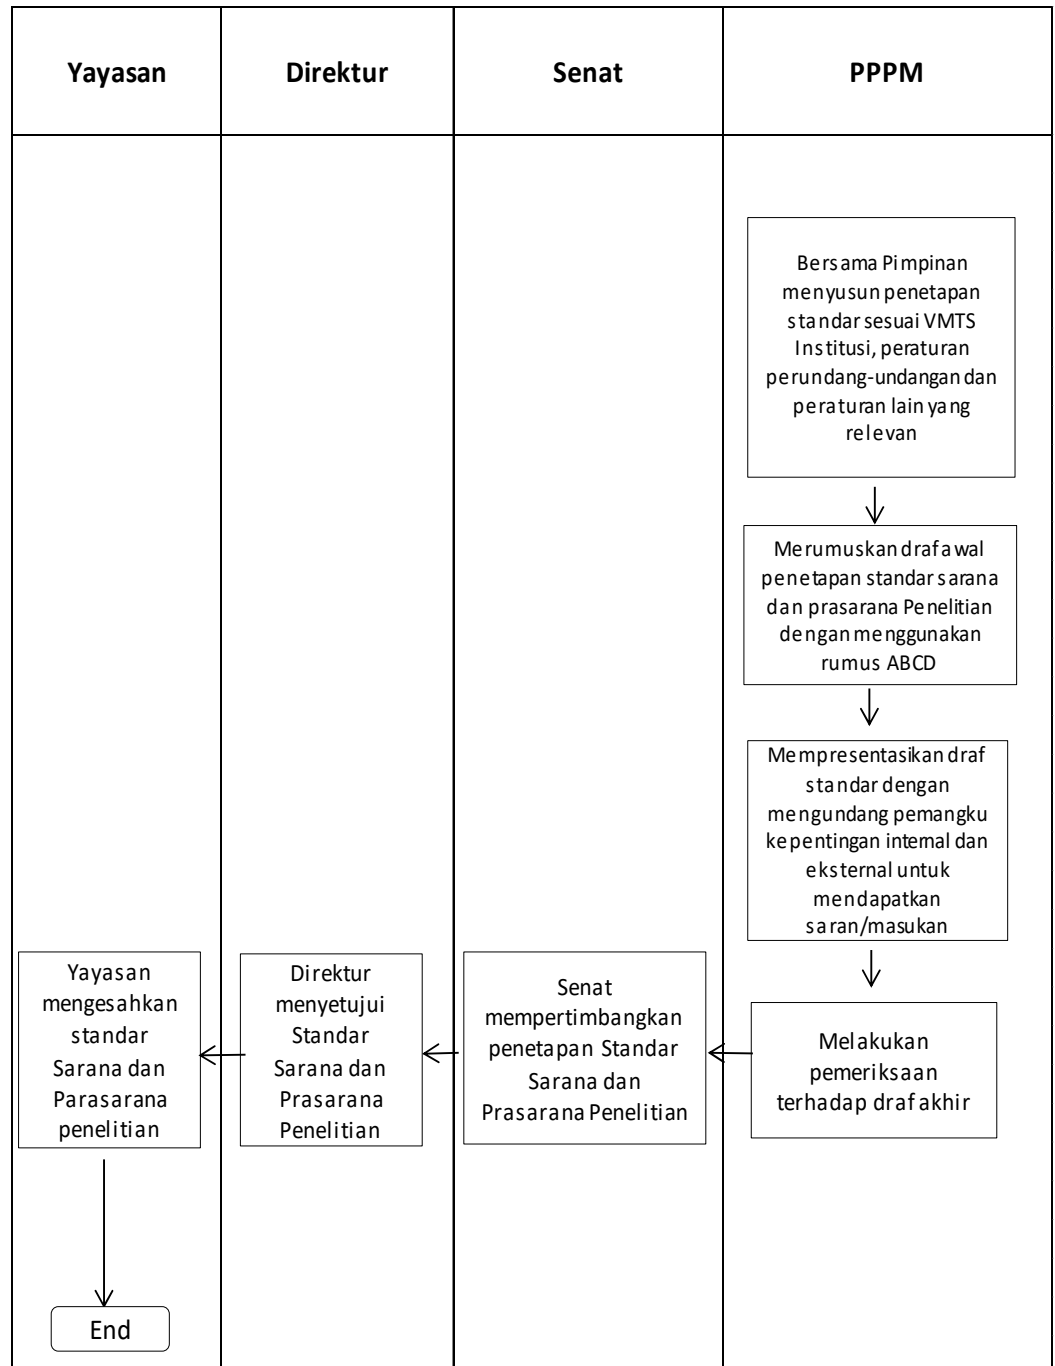 Yayasan
Direktur
Senat
PPPM
Bersama Pimpinan
menyusun penetapan
standar sesuai VMTS
Institusi, peraturan
perundang-undangan dan
peraturan lain yang
relevan
Merumuskan draf awal
penetapan standar sarana
dan prasarana Penelitian
dengan menggunakan
rumus ABCD
Mempresentasikan draf
standar dengan
mengundang pemangku
kepentingan internal dan
eksternal untuk
mendapatkan
saran/masukan
Melakukan
pemeriksaan
terhadap draf akhir
Senat
mempertimbangkan
penetapan Standar
Sarana dan
Prasarana Penelitian
Direktur
menyetujui
Standar
Sarana dan
Prasarana
Penelitian
Yayasan
mengesahkan
standar
Sarana dan
Parasarana
penelitian
End